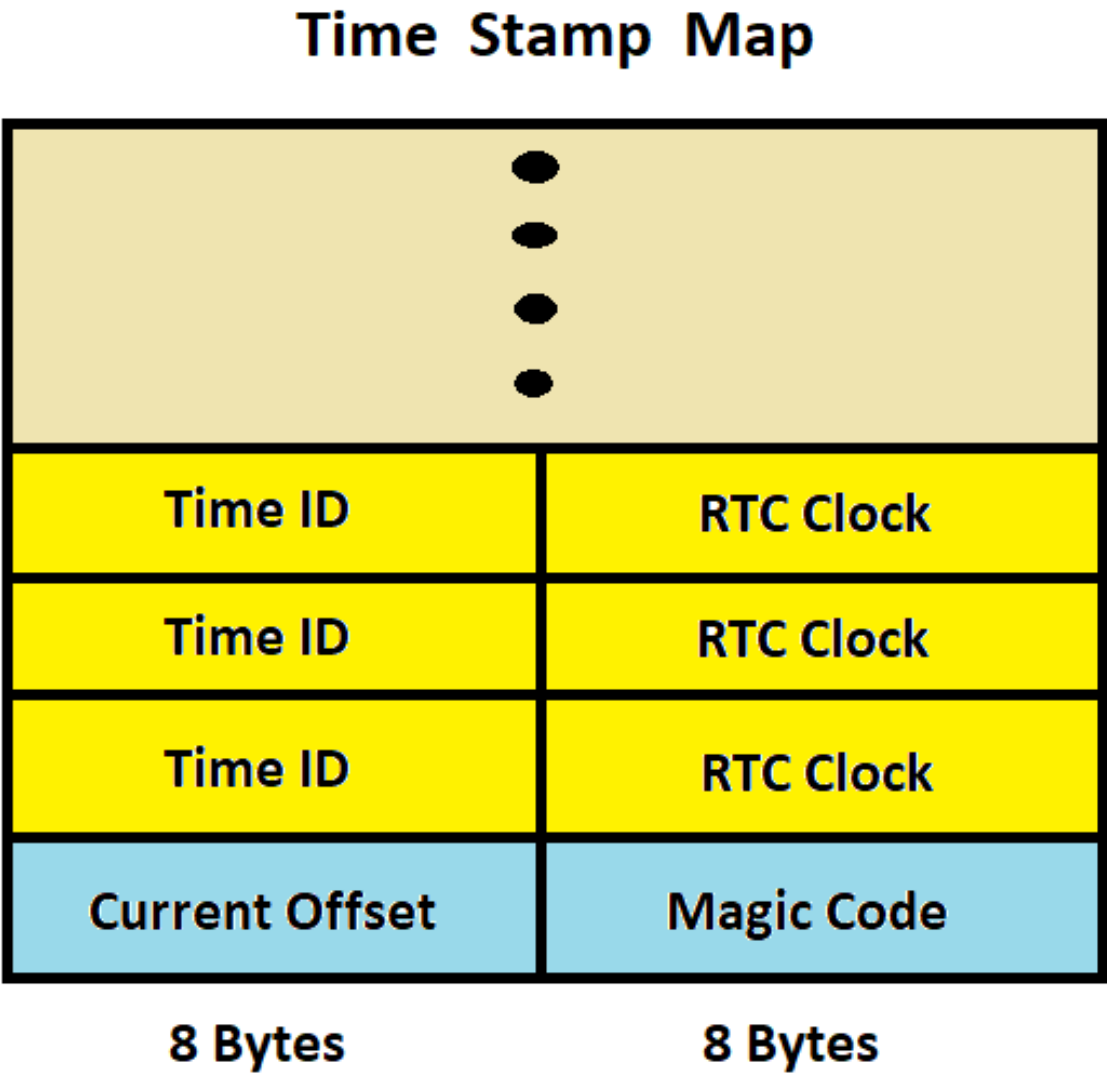 Time Stamp Map
Time ID RTC Clock
Time ID RTC Clock
Time ID RTC Clock
Current Offset Magic Code
8 Bytes 8 Bytes